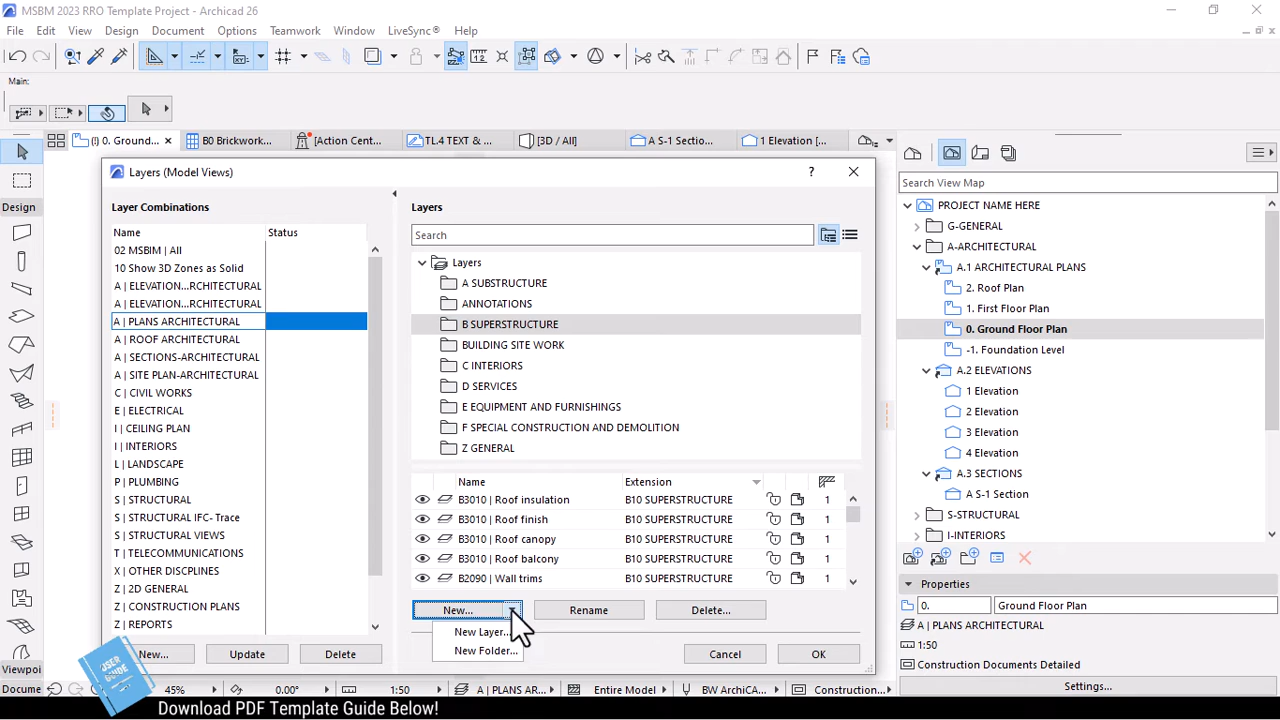 MSBM 2023 RRO Template Project - Archicad 26
File Edit View Design Document Options Teamwork Window LiveSync® Help
Main:
(!) 0. Ground... B0 Brickwork... [Action Cent... TL.4 TEXT & ... [3D / All] A S-1 Sectio... 1 Elevation [...
Layers (Model Views) ?
Design
Layer Combinations
Name Status
02 MSBIM | All
10 Show 3D Zones as Solid
A | ELEVATION...RCHITECTURAL
A | ELEVATION...RCHITECTURAL
A | PLANS ARCHITECTURAL
A | ROOF ARCHITECTURAL
A | SECTIONS-ARCHITECTURAL
A | SITE PLAN-ARCHITECTURAL
C | CIVIL WORKS
E | ELECTRICAL
I | CEILING PLAN
I | INTERIORS
L | LANDSCAPE
P | PLUMBING
S | STRUCTURAL
S | STRUCTURAL IFC- Trace
S | STRUCTURAL VIEWS
T | TELECOMMUNICATIONS
X | OTHER DISCPLINES
Z | 2D GENERAL
Z | CONSTRUCTION PLANS
Z | REPORTS
New... Update Delete
Layers
Search
Layers
A SUBSTRUCTURE
ANNOTATIONS
B SUPERSTRUCTURE
BUILDING SITE WORK
C INTERIORS
D SERVICES
E EQUIPMENT AND FURNISHINGS
F SPECIAL CONSTRUCTION AND DEMOLITION
Z GENERAL
Name Extension
B3010 | Roof insulation B10 SUPERSTRUCTURE 1
B3010 | Roof finish B10 SUPERSTRUCTURE 1
B3010 | Roof canopy B10 SUPERSTRUCTURE 1
B3010 | Roof balcony B10 SUPERSTRUCTURE 1
B2090 | Wall trims B10 SUPERSTRUCTURE 1
New... Rename Delete...
New Layer...
New Folder...
Cancel OK
Search View Map
PROJECT NAME HERE
G-GENERAL
A-ARCHITECTURAL
A.1 ARCHITECTURAL PLANS
2. Roof Plan
1. First Floor Plan
0. Ground Floor Plan
-1. Foundation Level
A.2 ELEVATIONS
1 Elevation
2 Elevation
3 Elevation
4 Elevation
A.3 SECTIONS
A S-1 Section
S-STRUCTURAL
I-INTERIORS
Properties
0. Ground Floor Plan
A | PLANS ARCHITECTURAL
1:50
Construction Documents Detailed
Settings...
Viewpoi
Docume 45% 0.00° 1:50 A | PLANS AR... Entire Model BW ArchiCA... Construction...
USER GUIDE
Download PDF Template Guide Below!